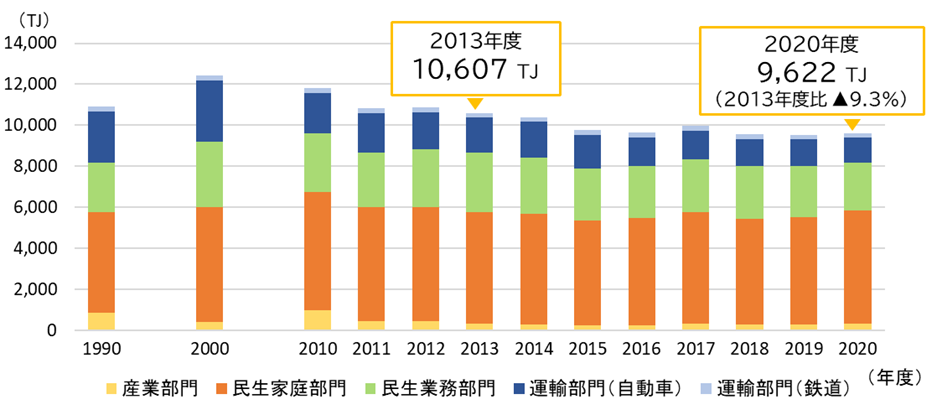 (TJ)
14,000
12,000
10,000
8,000
6,000
4,000
2,000
0
2013年度
10,607 TJ
2020年度
9,622 TJ
(2013年度比 ▲9.3%)
1990 2000 2010 2011 2012 2013 2014 2015 2016 2017 2018 2019 2020
(年度)
産業部門 民生家庭部門 民生業務部門 運輸部門(自動車) 運輸部門(鉄道)